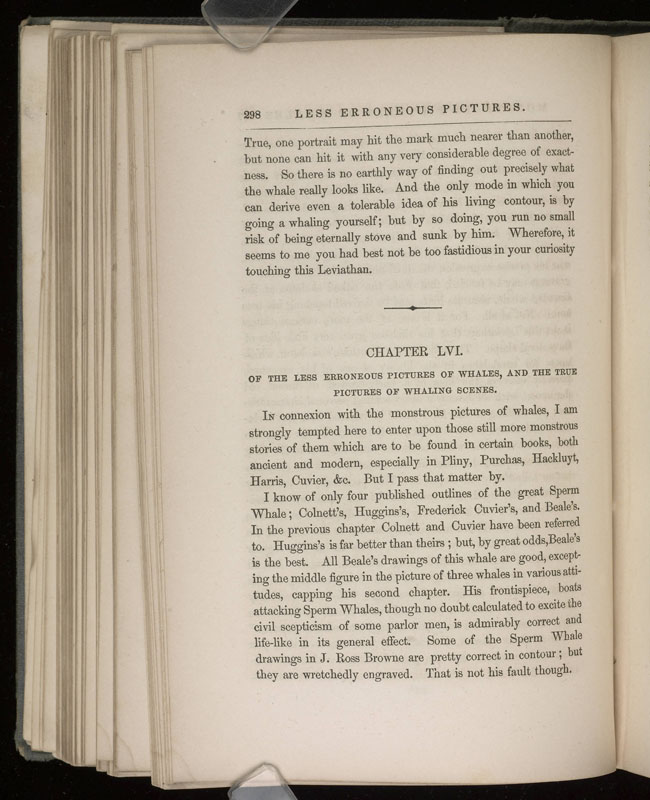 298 LESS ERRONEOUS PICTURES.
True, one portrait may hit the mark much nearer than another,
but none can hit it with any very considerable degree of exact-
ness. So there is no earthly way of finding out precisely what
the whale really looks like. And the only mode in which you
can derive even a tolerable idea of his living contour, is by
going a whaling yourself; but by so doing, you run no small
risk of being eternally stove and sunk by him. Wherefore, it
seems to me you had best not be too fastidious in your curiosity
touching this Leviathan.
CHAPTER LVI.
OF THE LESS ERRONEOUS PICTURES OF WHALES, AND THE TRUE
PICTURES OF WHALING SCENES.
In connexion with the monstrous pictures of whales, I am
strongly tempted here to enter upon those still more monstrous
stories of them which are to be found in certain books, both
ancient and modern, especially in Pliny, Purchas, Hackluyt,
Harris, Cuvier, &c. But I pass that matter by.
I know of only four published outlines of the great Sperm
Whale; Colnett's, Huggins's, Frederick Cuvier's, and Beale's.
In the previous chapter Colnett and Cuvier have been referred
to. Huggins's is far better than theirs; but, by great odds, Beale's
is the best. All Beale's drawings of this whale are good, except-
ing the middle figure in the picture of three whales in various atti-
tudes, capping his second chapter. His frontispiece, boats
attacking Sperm Whales, though no doubt calculated to excite the
civil scepticism of some parlor men, is admirably correct and
life-like in its general effect. Some of the Sperm Whale
drawings in J. Ross Browne are pretty correct in contour; but
they are wretchedly engraved. That is not his fault though.